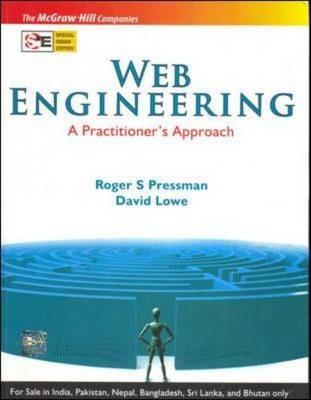 The McGraw·Hill Companies
SIE
SPECIAL
INDIAN
EDITION
WEB
ENGINEERING
A Practitioner's Approach
Roger S Pressman
David Lowe
For Sale in India, Pakistan, Nepal, Bangladesh, Sri Lanka, and Bhutan only